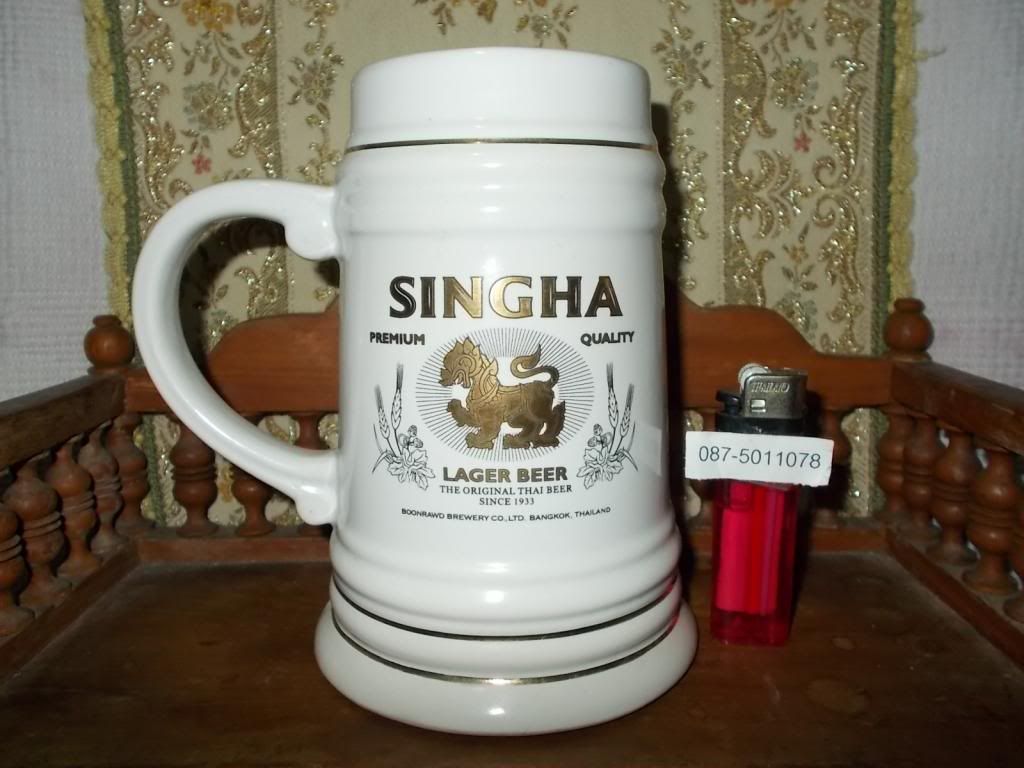 SINGHA
PREMIUM QUALITY
LAGER BEER
THE ORIGINAL THAI BEER
SINCE 1933
BOONRAWD BREWERY CO., LTD. BANGKOK, THAILAND
THAILAND
087-5011078